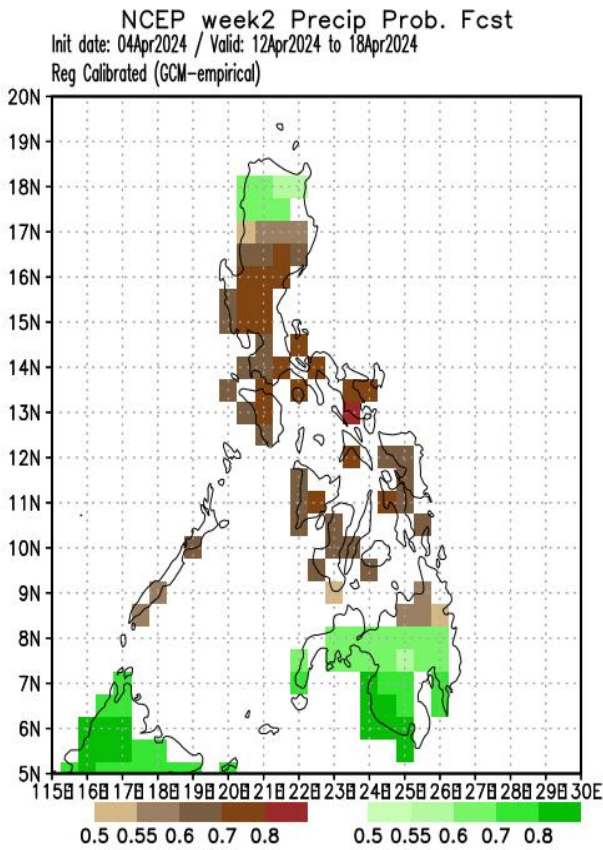 NCEP week2 Precip Prob. Fcst
Init date: 04Apr2024 / Valid: 12Apr2024 to 18Apr2024
Reg Calibrated (GCM-empirical)
20N
19N
18N
17N
16N
15N
14N
13N
12N
11N
10N
9N
8N
7N
6N
5N
115E 116E 117E 118E 119E 120E 121E 122E 123E 124E 125E 126E 127E 128E 129E 130E
0.5 0.55 0.6 0.7 0.8 0.5 0.55 0.6 0.7 0.8